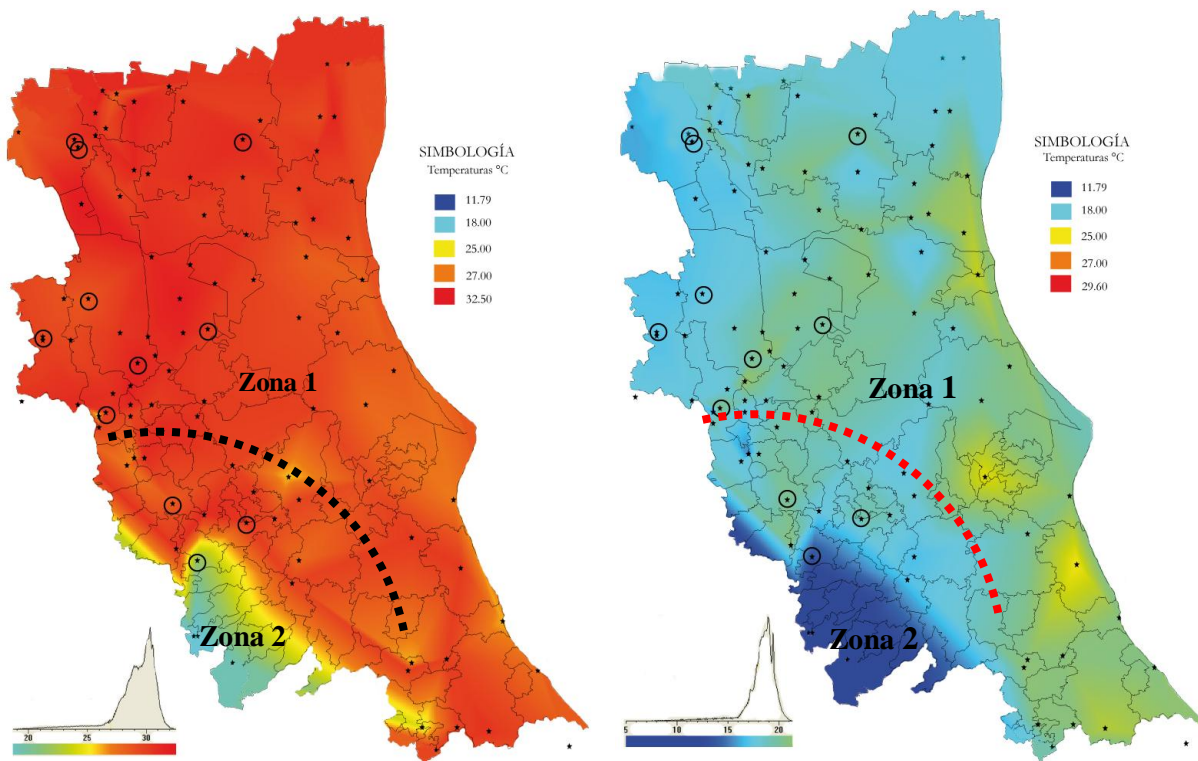 SIMBOLOGÍA
Temperaturas °C
11.79
18.00
25.00
27.00
32.50
Zona 1
Zona 2
20
25
30
SIMBOLOGÍA
Temperaturas °C
11.79
18.00
25.00
27.00
29.60
Zona 1
Zona 2
5
10
15
20